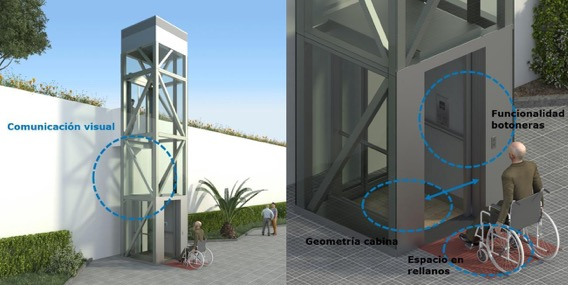 Comunicación visual
Funcionalidad
botoneras
Geometría cabina
Espacio en
rellanos